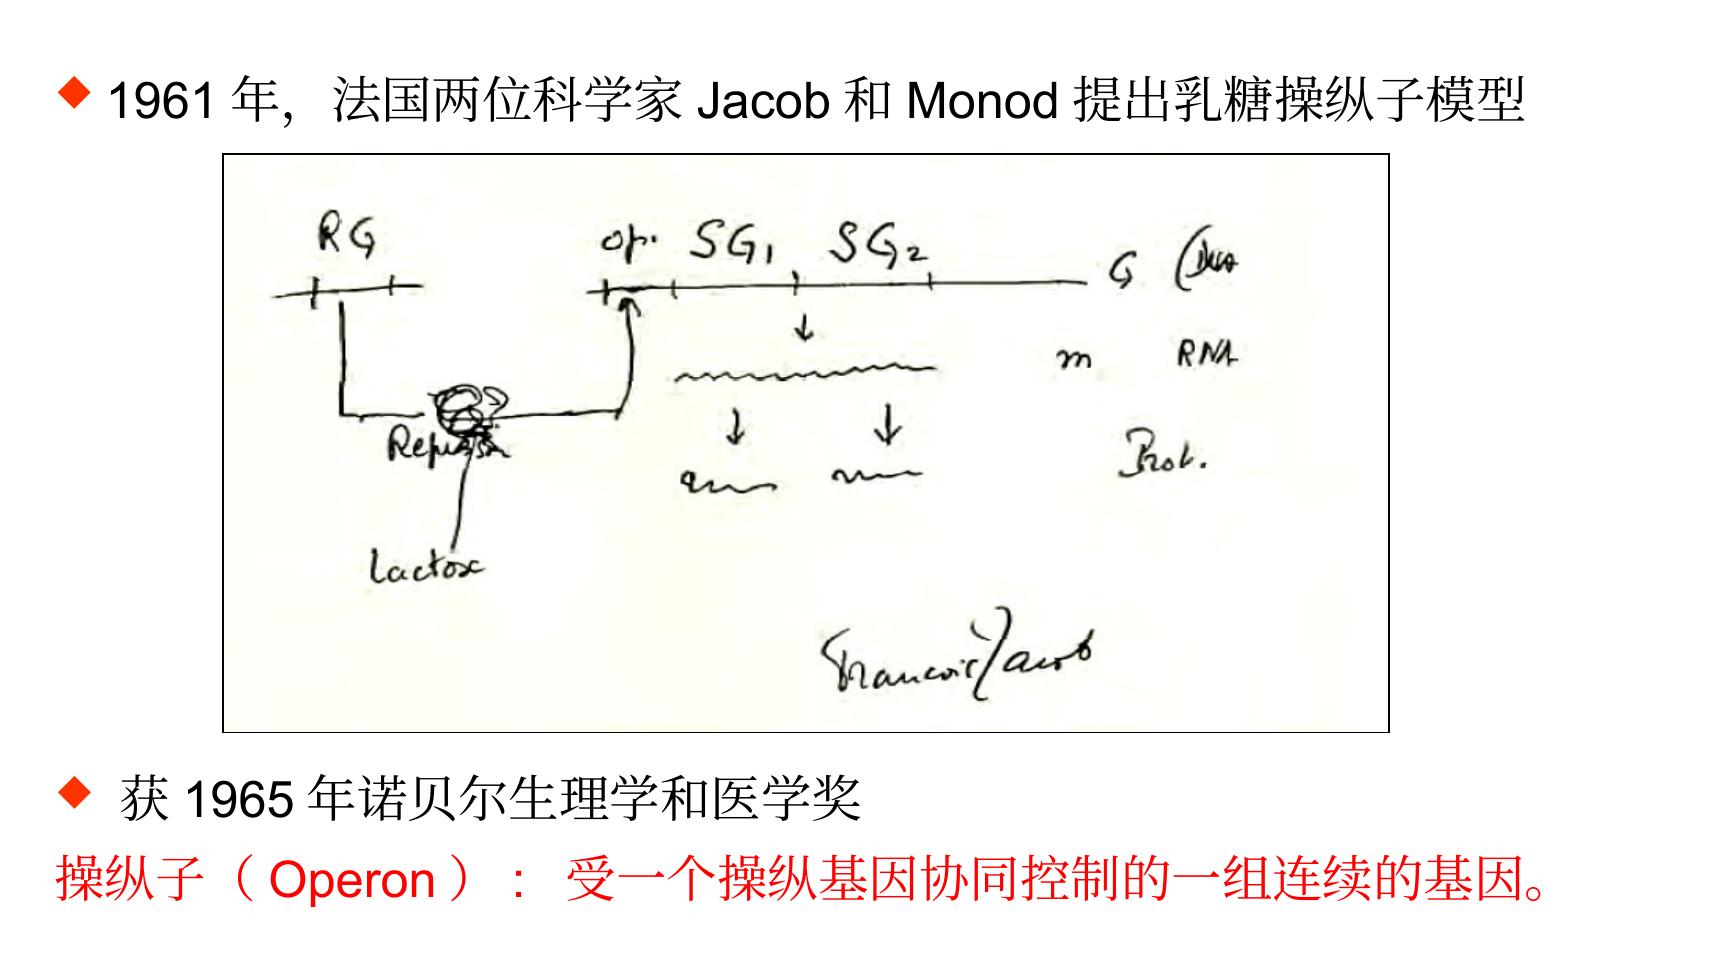 ◆ 1961 年，法国两位科学家 Jacob 和 Monod 提出乳糖操纵子模型
RG op. SG1 SG2 G
m RNA
Repressor
Prot.
Lactose
Francois Jacob
◆ 获 1965 年诺贝尔生理学和医学奖
操纵子（ Operon ）： 受一个操纵基因协同控制的一组连续的基因。